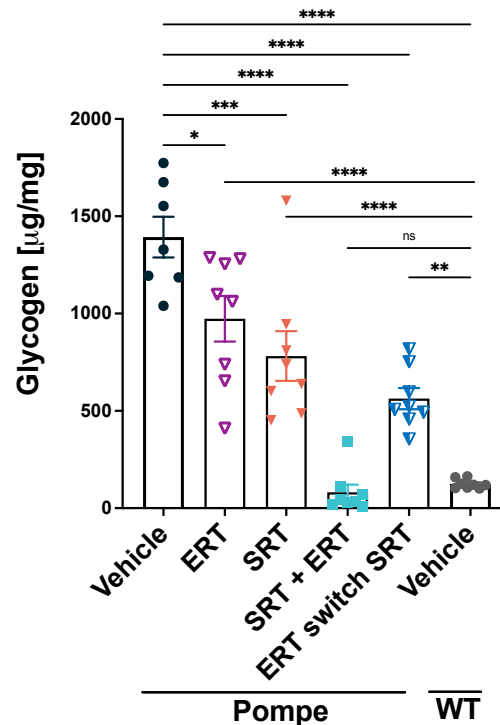 ****
****
****
***
*
****
****
ns
**
Glycogen [µg/mg]
2000
1500
1000
500
0
Vehicle
ERT
SRT
SRT + ERT
ERT switch SRT
Vehicle
Pompe
WT